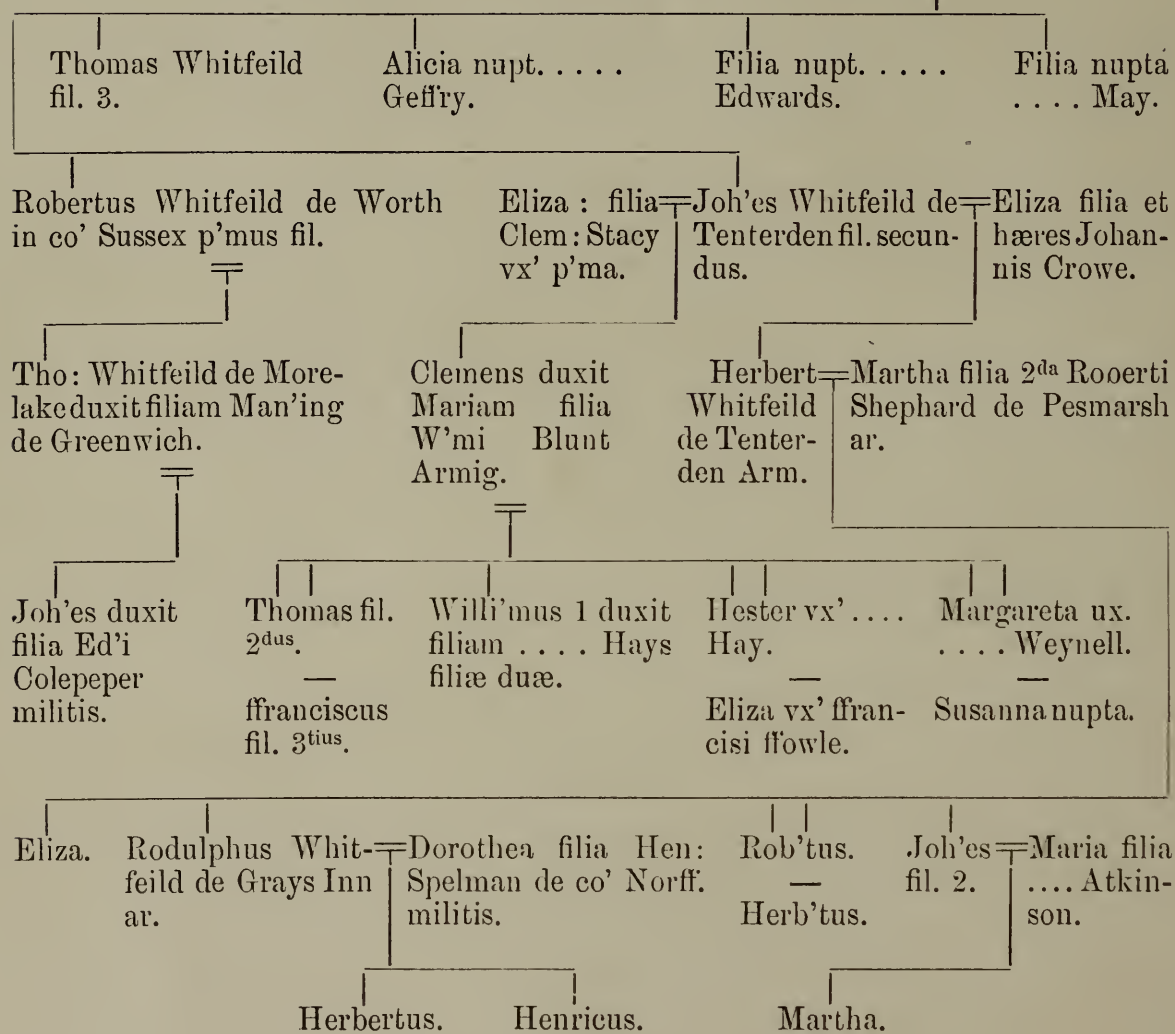 Thomas Whitfeild
fil. 3.
Alicia nupt. . . . .
Geffry.
Filia nupt. . . . .
Edwards.
Filia nupta
. . . . May.
Robertus Whitfeild de Worth
in co' Sussex p'mus fil.
Eliza : filia
Clem : Stacy
vx' p'ma.
Joh'es Whitfeild de
Tenterden fil. secun-
dus.
Eliza filia et
hæres Johan-
nis Crowe.
Tho: Whitfeild de More-
lake duxit filiam Man'ing
de Greenwich.
Clemens duxit
Mariam filia
W'mi Blunt
Armig.
Herbert
Whitfeild
de Tenter-
den Arm.
Martha filia 2da Roberti
Shephard de Pesmarsh
ar.
Joh'es duxit
filia Ed'i
Colepeper
militis.
Thomas fil.
2dus.
—
ffranciscus
fil. 3tius.
Willi'mus 1 duxit
filiam . . . . Hays
filiæ duæ.
Hester vx' . . . .
Hay.
—
Eliza vx' ffran-
cisi ffowle.
Margareta ux.
. . . . Weynell.
—
Susanna nupta.
Eliza.
Rodulphus Whit-
feild de Grays Inn
ar.
Dorothea filia Hen:
Spelman de co' Norff.
militis.
Rob'tus.
—
Herb'tus.
Joh'es
fil. 2.
Maria filia
. . . . Atkin-
son.
Herbertus.
Henricus.
Martha.